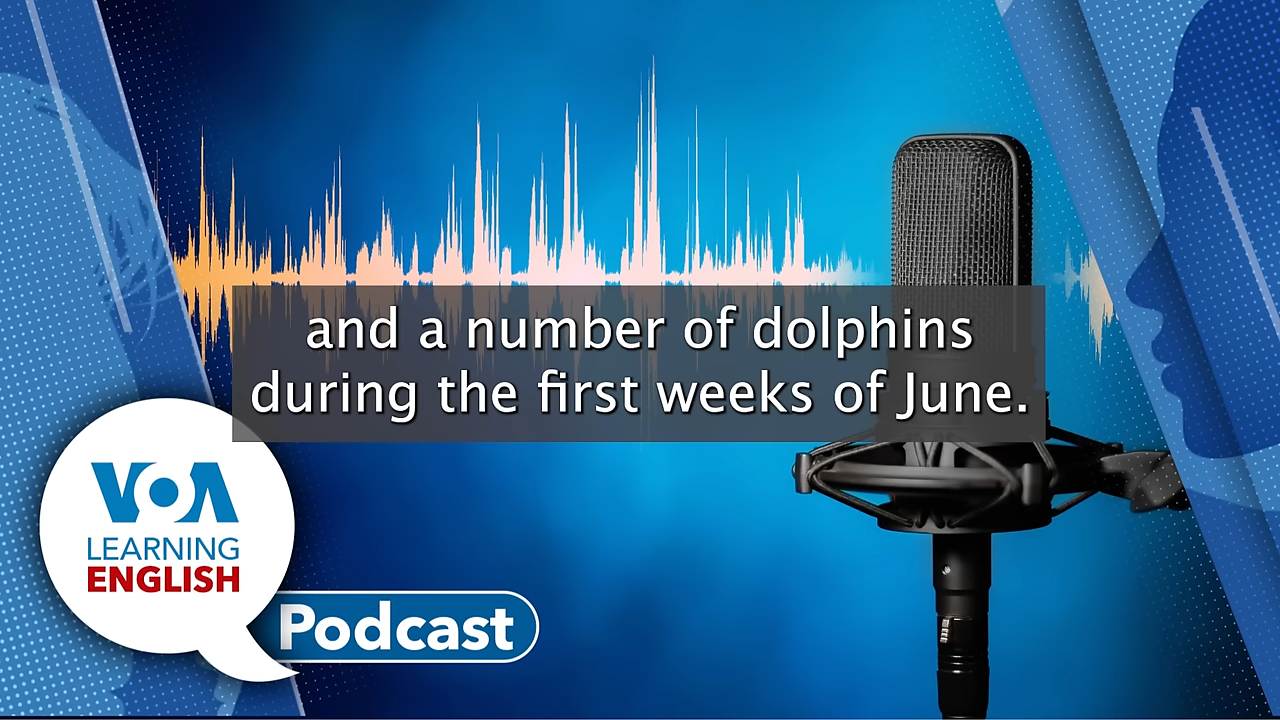 and a number of dolphins
during the first weeks of June.
VOA
LEARNING
ENGLISH
Podcast